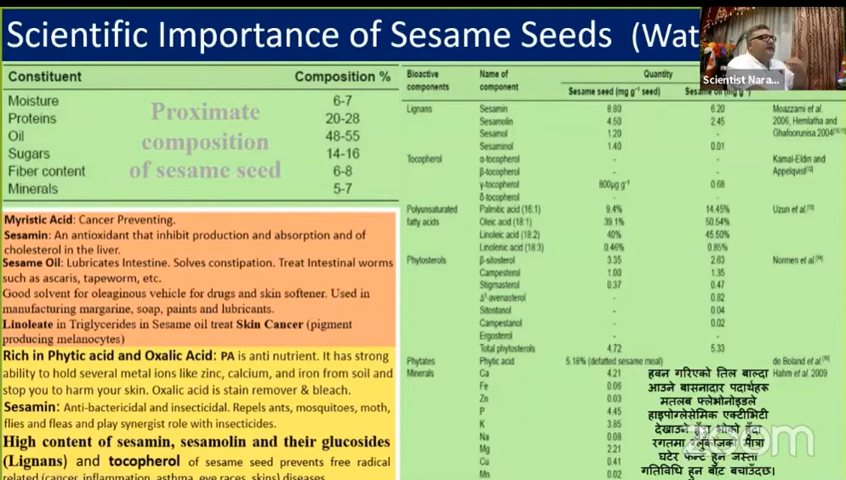 Scientific Importance of Sesame Seeds (Wat
Scientist Nara...
Constituent Composition %
Moisture 6-7
Proteins 20-28
Oil 48-55
Sugars 14-16
Fiber content 6-8
Minerals 5-7
Proximate
composition
of sesame seed
Myristic Acid: Cancer Preventing.
Sesamin: An antioxidant that inhibit production and absorption and of
cholesterol in the liver.
Sesame Oil: Lubricates Intestine. Solves constipation. Treat Intestinal worms
such as ascaris, tapeworm, etc.
Good solvent for oleaginous vehicle for drugs and skin softener. Used in
manufacturing margarine, soap, paints and lubricants.
Linoleate in Triglycerides in Sesame oil treat Skin Cancer (pigment
producing melanocytes)
Rich in Phytic acid and Oxalic Acid: PA is anti nutrient. It has strong
ability to hold several metal ions like zinc, calcium, and iron from soil and
stop you to harm your skin. Oxalic acid is stain remover & bleach.
Sesamin: Anti-bactericidal and insecticidal. Repels ants, mosquitoes, moth,
flies and fleas and play synergist role with insecticides.
High content of sesamin, sesamolin and their glucosides
(Lignans) and tocopherol of sesame seed prevents free radical
related (cancer, inflammation, asthma, eye races, skins) diseases.
Bioactive Name of Quantity
components component Sesame seed (mg g⁻¹ seed) Sesame oil (mg g⁻¹)
Lignans Sesamin 8.80 6.20 Moazzami et al.
Sesamolin 4.50 2.45 2006, Hemlatha and
Sesamol 1.20 - Ghafoorunisa 2004
Sesaminol 1.40 0.01
Tocopherol α-tocopherol - - Kamal-Eldin and
β-tocopherol - - Appelqvist
γ-tocopherol 800µg g⁻¹ 0.68
δ-tocopherol - -
Polyunsaturated Palmitic acid (16:1) 9.4% 14.45% Uzun et al.
fatty acids Oleic acid (18:1) 39.1% 50.54%
Linoleic acid (18:2) 40% 45.50%
Linolenic acid (18:3) 0.46% 0.85%
Phytosterols β-sitosterol 3.35 2.63 Normen et al.
Campesterol 1.00 1.35
Stigmasterol 0.37 0.47
Δ⁵-avenasterol - 0.82
Sitostanol - 0.04
Campestanol - 0.02
Ergosterol - -
Total phytosterols 4.72 5.33
Phytates Phytic acid 5.18% (defatted sesame meal) de Boland et al.
Minerals Ca 4.21 Hahm et al. 2009
Fe 0.06
Zn 0.03
P 4.45
K 3.85
Na 0.08
Mg 2.21
Cu 0.41
Mn 0.02
हवन गरिएको तिल बाल्दा
आउने बासनादार पदार्थहरू
मतलब फ्लेभोनोइडले
हाइपोग्लेसेमिक एक्टीभिटी
देखाउने हुँदा भोको हुँदा
रगतमा ग्लुकोजको मात्रा
घटेर फेन्ट हुन जस्ता
गतिविधि हुन बाट बचाउँदछ।
zoom